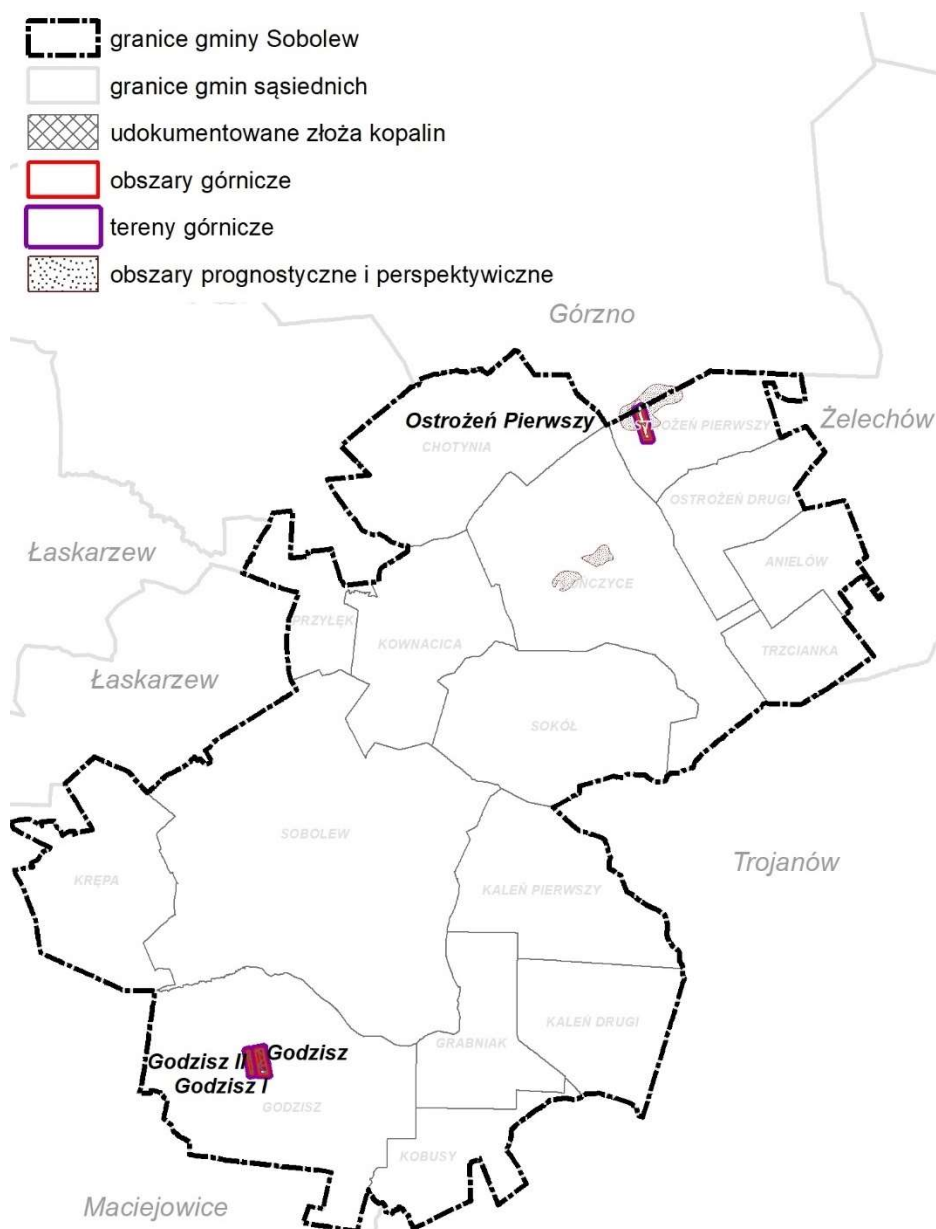 granice gminy Sobolew
granice gmin sąsiednich
udokumentowane złoża kopalin
obszary górnicze
tereny górnicze
obszary prognostyczne i perspektywiczne
Górzno
Ostrożeń Pierwszy
PIERWSZY
Żelechów
CHOTYNIA
OSTROŻEŃ DRUGI
Łaskarzew
ANIELÓW
PRZYŁĘK
KOWNACICA
TRZCIANKA
Łaskarzew
SOKÓŁ
SOBOLEW
Trojanów
KRĘPA
KALEŃ PIERWSZY
KALEŃ DRUGI
GRABNIAK
Godzisz II
Godzisz
Godzisz I
GODZISZ
KOBUSY
Maciejowice